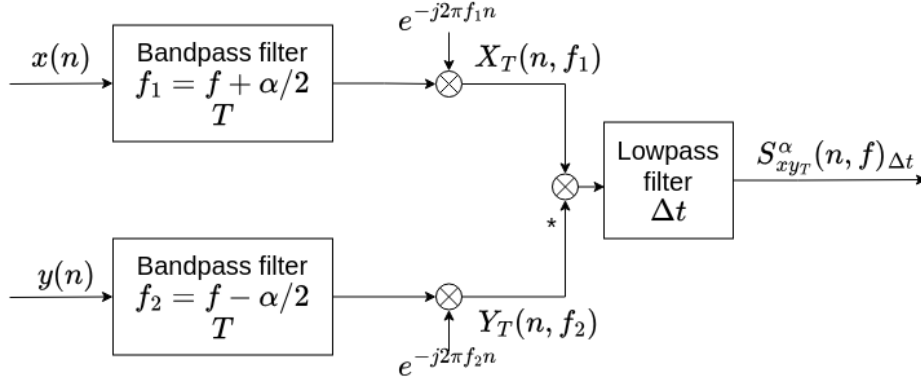 e^{-j2πf_1n}
x(n)
Bandpass filter
f_1 = f + α/2
T
X_T(n, f_1)
Lowpass
filter
Δt
S^α_{xy_T}(n, f)_{Δt}
*
y(n)
Bandpass filter
f_2 = f − α/2
T
Y_T(n, f_2)
e^{-j2πf_2n}